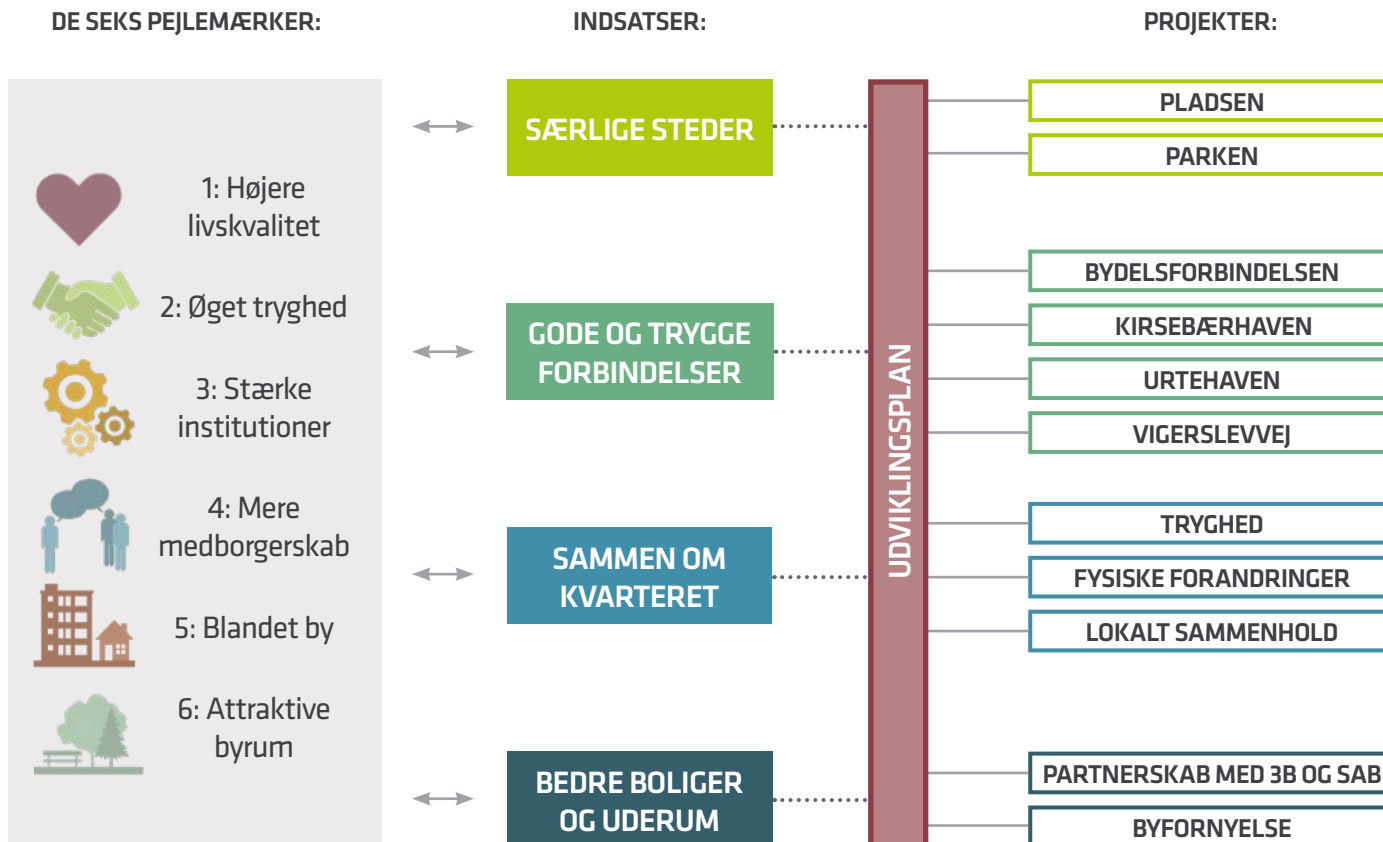 DE SEKS PEJLEMÆRKER:
1: Højere
livskvalitet
2: Øget tryghed
3: Stærke
institutioner
4: Mere
medborgerskab
5: Blandet by
6: Attraktive
byrum
INDSATSER:
SÆRLIGE STEDER
GODE OG TRYGGE
FORBINDELSER
SAMMEN OM
KVARTERET
BEDRE BOLIGER
OG UDERUM
UDVIKLINGSPLAN
PROJEKTER:
PLADSEN
PARKEN
BYDELSFORBINDELSEN
KIRSEBÆRHAVEN
URTEHAVEN
VIGERSLEVVEJ
TRYGHED
FYSISKE FORANDRINGER
LOKALT SAMMENHOLD
PARTNERSKAB MED 3B OG SAB
BYFORNYELSE